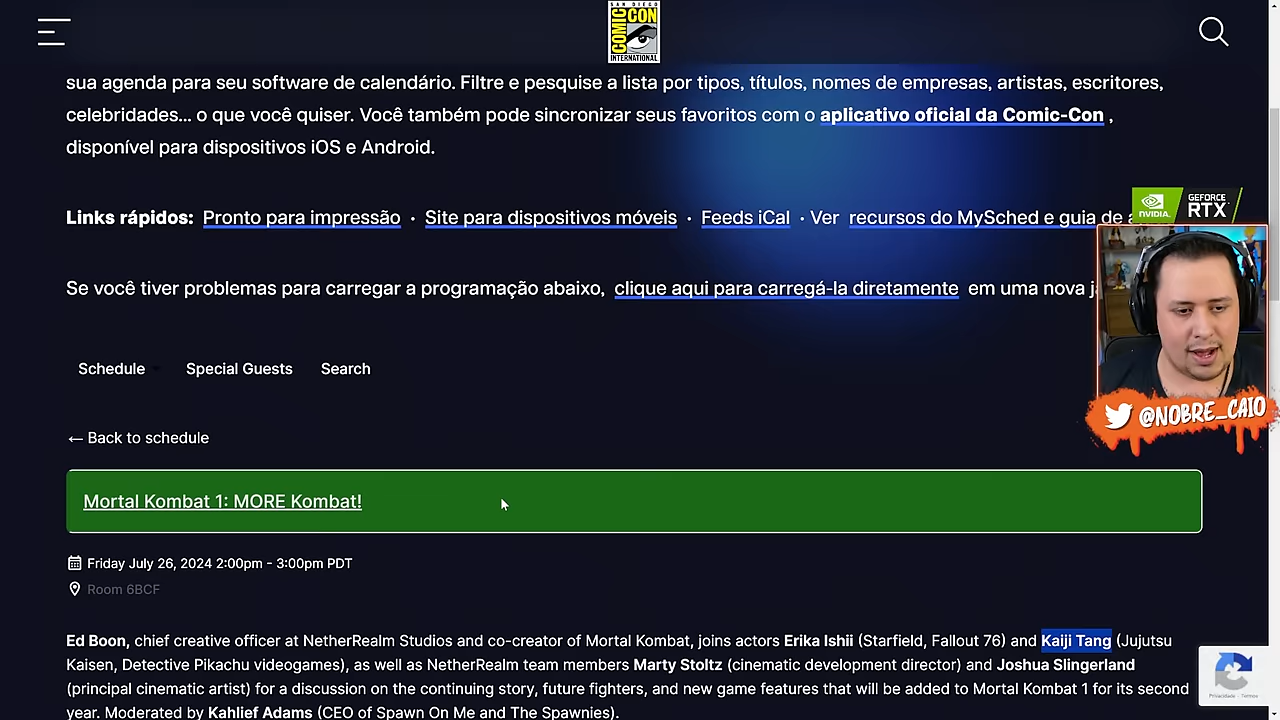 SAN DIEGO
COMIC CON
INTERNATIONAL
sua agenda para seu software de calendário. Filtre e pesquise a lista por tipos, títulos, nomes de empresas, artistas, escritores,
celebridades... o que você quiser. Você também pode sincronizar seus favoritos com o aplicativo oficial da Comic-Con ,
disponível para dispositivos iOS e Android.
Links rápidos: Pronto para impressão · Site para dispositivos móveis · Feeds iCal · Ver recursos do MySched e guia de
NVIDIA.
GEFORCE
RTX
Se você tiver problemas para carregar a programação abaixo, clique aqui para carregá-la diretamente em uma nova
@NOBRE_CAIO
Schedule Special Guests Search
← Back to schedule
Mortal Kombat 1: MORE Kombat!
Friday July 26, 2024 2:00pm - 3:00pm PDT
Room 6BCF
Ed Boon, chief creative officer at NetherRealm Studios and co-creator of Mortal Kombat, joins actors Erika Ishii (Starfield, Fallout 76) and Kaiji Tang (Jujutsu
Kaisen, Detective Pikachu videogames), as well as NetherRealm team members Marty Stoltz (cinematic development director) and Joshua Slingerland
(principal cinematic artist) for a discussion on the continuing story, future fighters, and new game features that will be added to Mortal Kombat 1 for its second
year. Moderated by Kahlief Adams (CEO of Spawn On Me and The Spawnies).
Privacidade - Termos